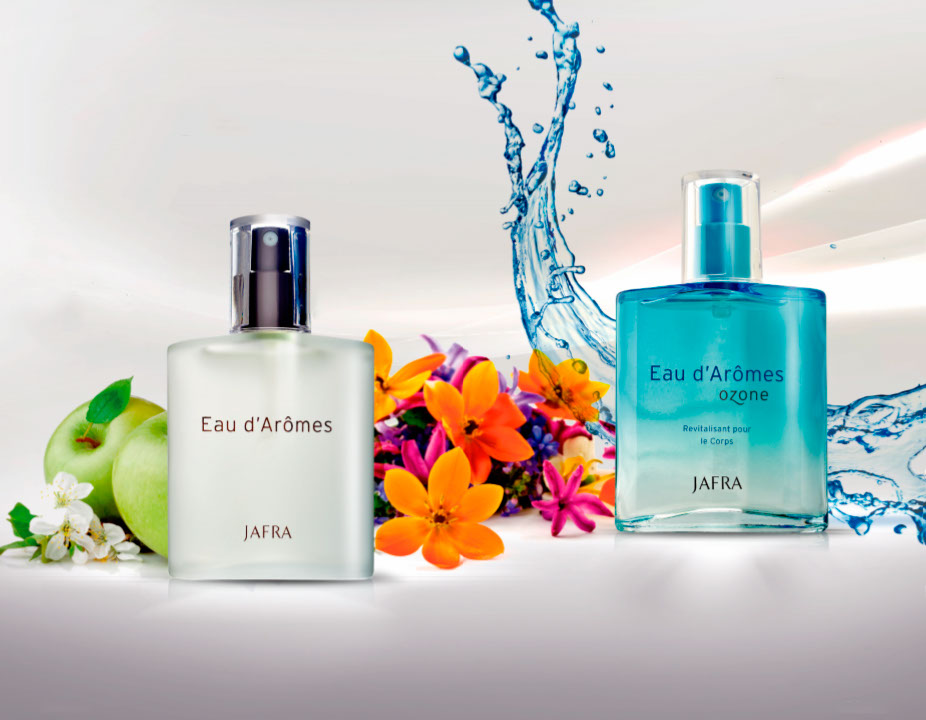 Eau d'Arômes
JAFRA
Eau d'Arômes
ozone
Revitalisant pour
le Corps
JAFRA